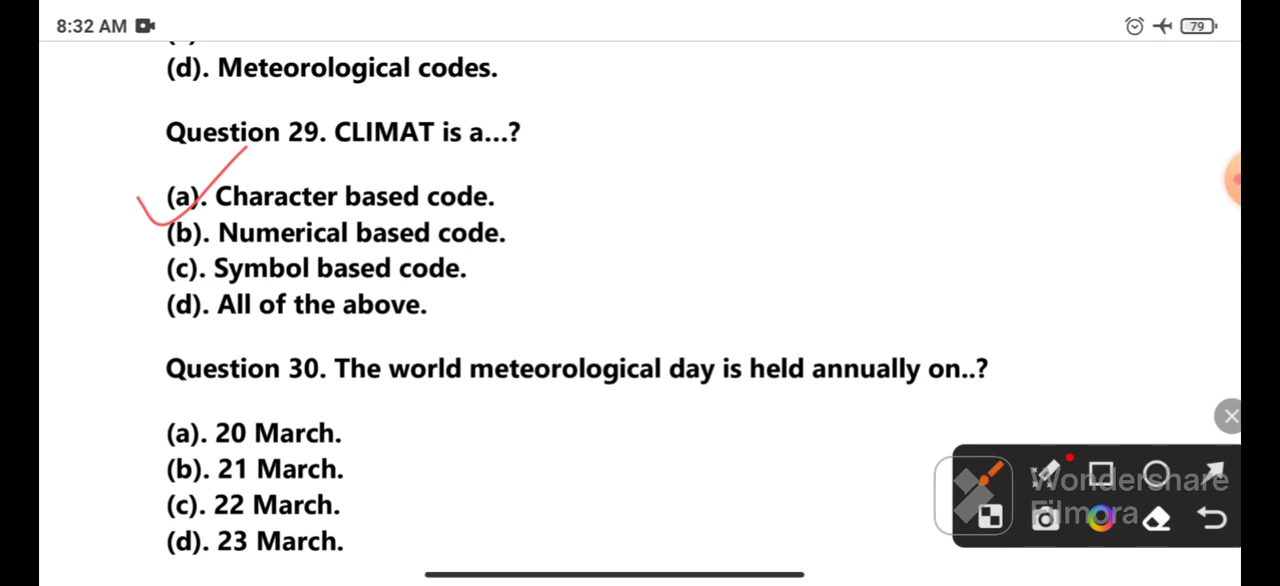 8:32 AM
79
(d). Meteorological codes.
Question 29. CLIMAT is a...?
(a). Character based code.
(b). Numerical based code.
(c). Symbol based code.
(d). All of the above.
Question 30. The world meteorological day is held annually on..?
(a). 20 March.
(b). 21 March.
(c). 22 March.
(d). 23 March.
Wondershare
Filmora